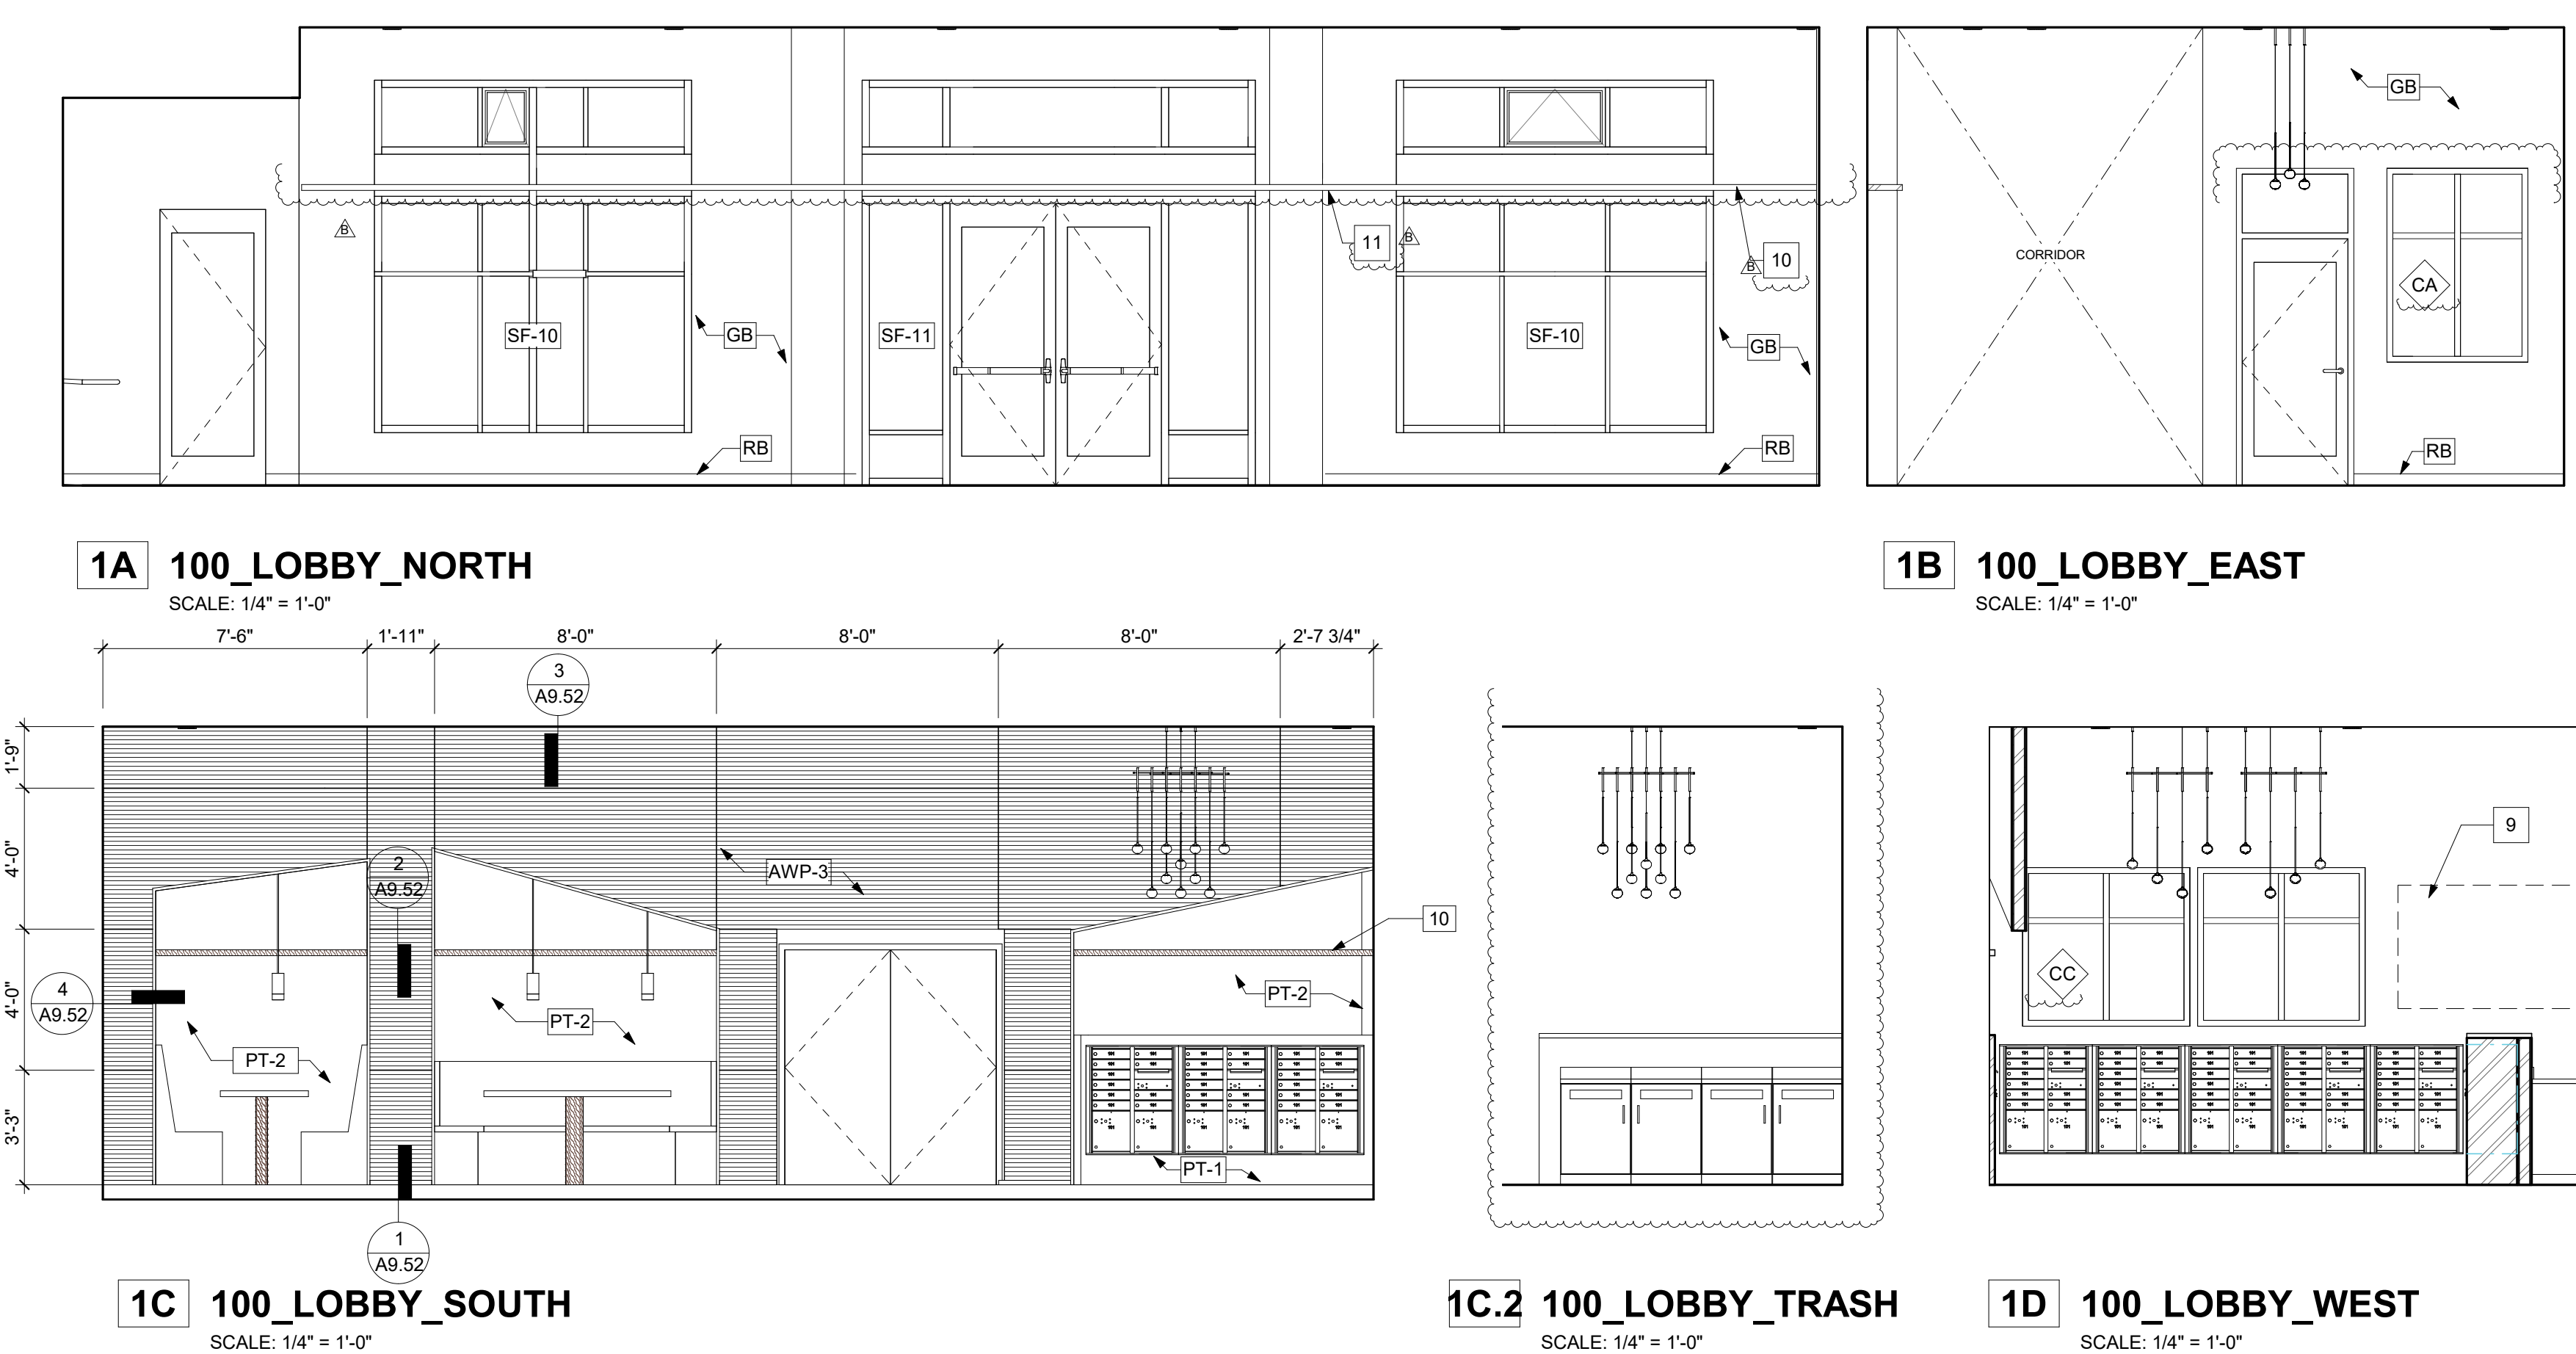 GB
B
11
B
B
10
CORRIDOR
CA
SF-10
GB
SF-11
SF-10
GB
RB
RB
RB
1A 100_LOBBY_NORTH
SCALE: 1/4" = 1'-0"
1B 100_LOBBY_EAST
SCALE: 1/4" = 1'-0"
7'-6" 1'-11" 8'-0" 8'-0" 8'-0" 2'-7 3/4"
3
A9.52
1'-9"
4'-0"
4'-0"
3'-3"
2
A9.52
AWP-3
10
4
A9.52
PT-2
PT-2
PT-2
PT-1
1
A9.52
9
CC
1C 100_LOBBY_SOUTH
SCALE: 1/4" = 1'-0"
1C.2 100_LOBBY_TRASH
SCALE: 1/4" = 1'-0"
1D 100_LOBBY_WEST
SCALE: 1/4" = 1'-0"